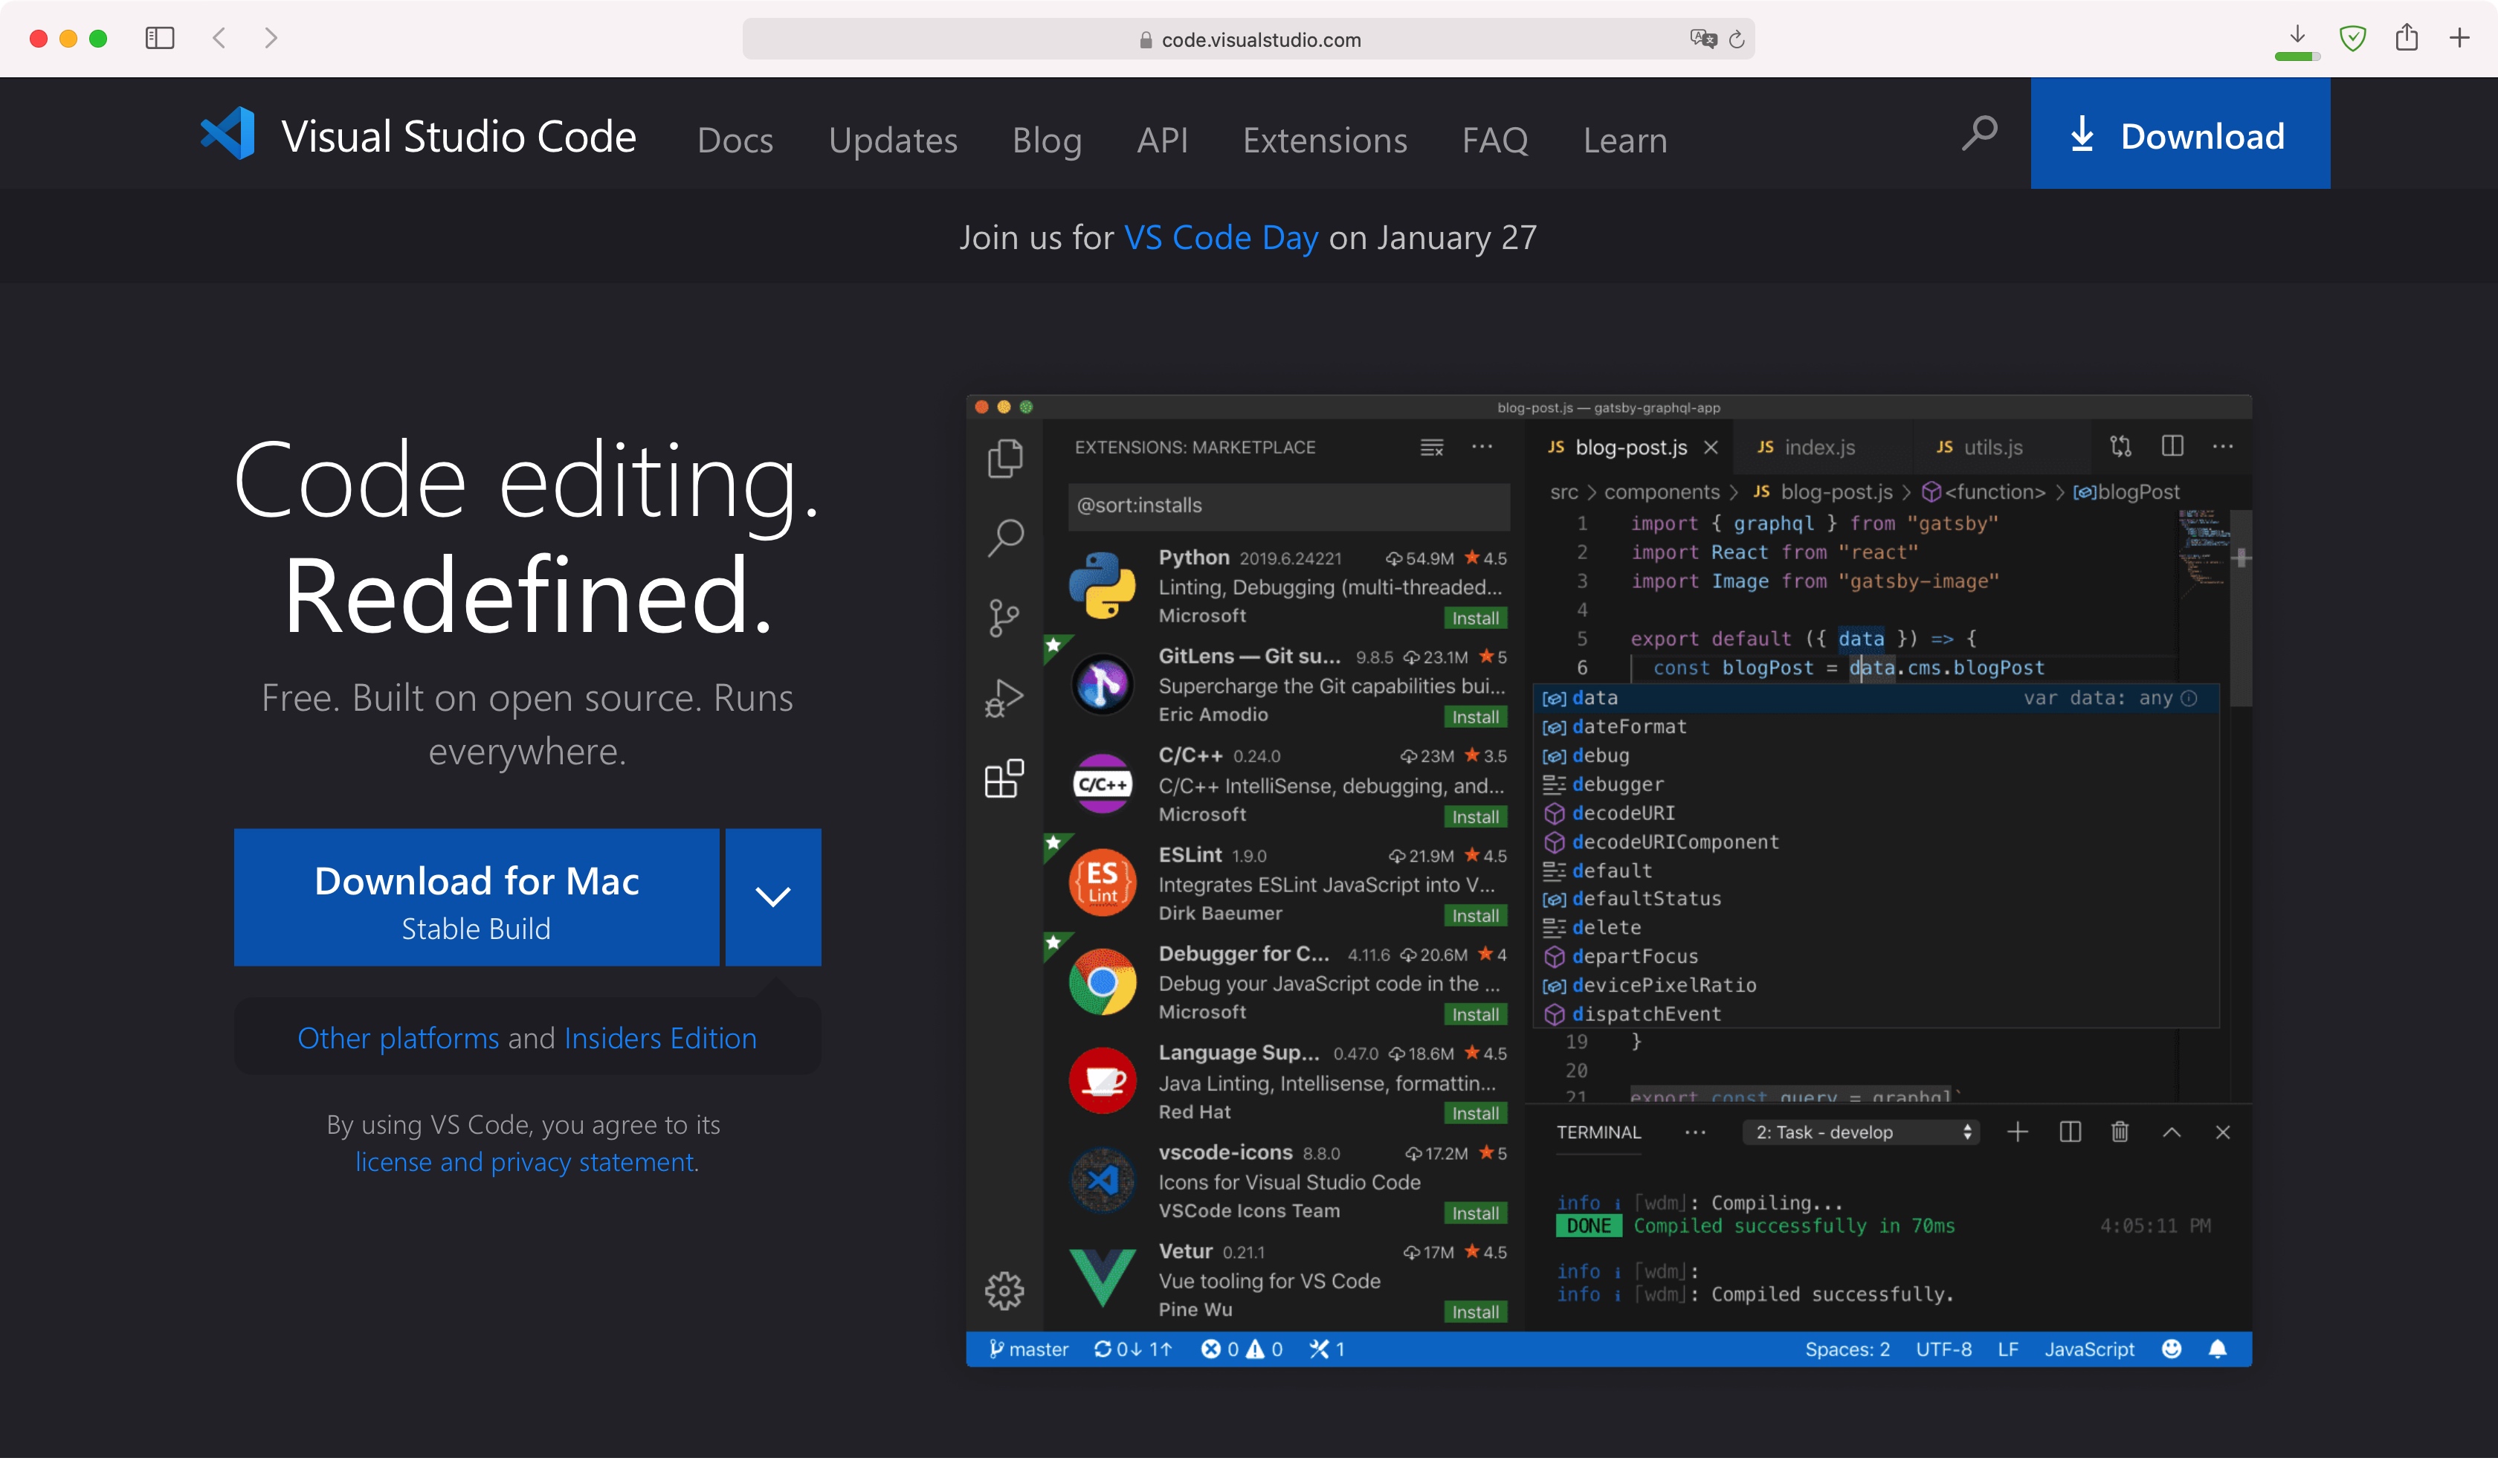 code.visualstudio.com
Visual Studio Code
Docs
Updates
Blog
API
Extensions
FAQ
Learn
Download
Join us for VS Code Day on January 27
Code editing.
Redefined.
Free. Built on open source. Runs
everywhere.
Download for Mac
Stable Build
Other platforms and Insiders Edition
By using VS Code, you agree to its
license and privacy statement.
blog-post.js — gatsby-graphql-app
EXTENSIONS: MARKETPLACE
@sort:installs
Python 2019.6.24221 54.9M 4.5
Linting, Debugging (multi-threaded...
Microsoft Install
GitLens — Git su... 9.8.5 23.1M 5
Supercharge the Git capabilities bui...
Eric Amodio Install
C/C++
C/C++ 0.24.0 23M 3.5
C/C++ IntelliSense, debugging, and...
Microsoft Install
ES
Lint
ESLint 1.9.0 21.9M 4.5
Integrates ESLint JavaScript into V...
Dirk Baeumer Install
Debugger for C... 4.11.6 20.6M 4
Debug your JavaScript code in the ...
Microsoft Install
Language Sup... 0.47.0 18.6M 4.5
Java Linting, Intellisense, formattin...
Red Hat Install
vscode-icons 8.8.0 17.2M 5
Icons for Visual Studio Code
VSCode Icons Team Install
Vetur 0.21.1 17M 4.5
Vue tooling for VS Code
Pine Wu Install
JS blog-post.js
JS index.js
JS utils.js
src > components > JS blog-post.js > <function> > blogPost
1 import { graphql } from "gatsby"
2 import React from "react"
3 import Image from "gatsby-image"
4
5 export default ({ data }) => {
6 const blogPost = data.cms.blogPost
data var data: any
dateFormat
debug
debugger
decodeURI
decodeURIComponent
default
defaultStatus
delete
departFocus
devicePixelRatio
dispatchEvent
19 }
20
21 export const query = graphql`
TERMINAL ... 2: Task - develop
info i ｢wdm｣: Compiling...
DONE Compiled successfully in 70ms 4:05:11 PM
info i ｢wdm｣:
info i ｢wdm｣: Compiled successfully.
master 0↓ 1↑ 0 0 1
Spaces: 2 UTF-8 LF JavaScript